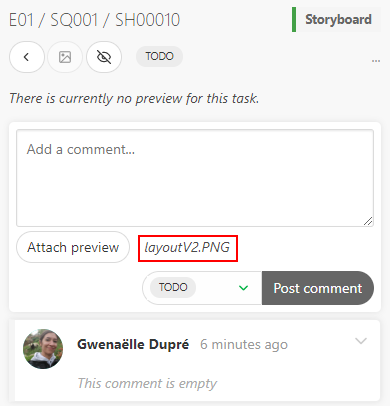 E01 / SQ001 / SH00010
Storyboard
TODO
...
There is currently no preview for this task.
Add a comment...
Attach preview
layoutV2.PNG
TODO
Post comment
Gwenaëlle Dupré 6 minutes ago
This comment is empty